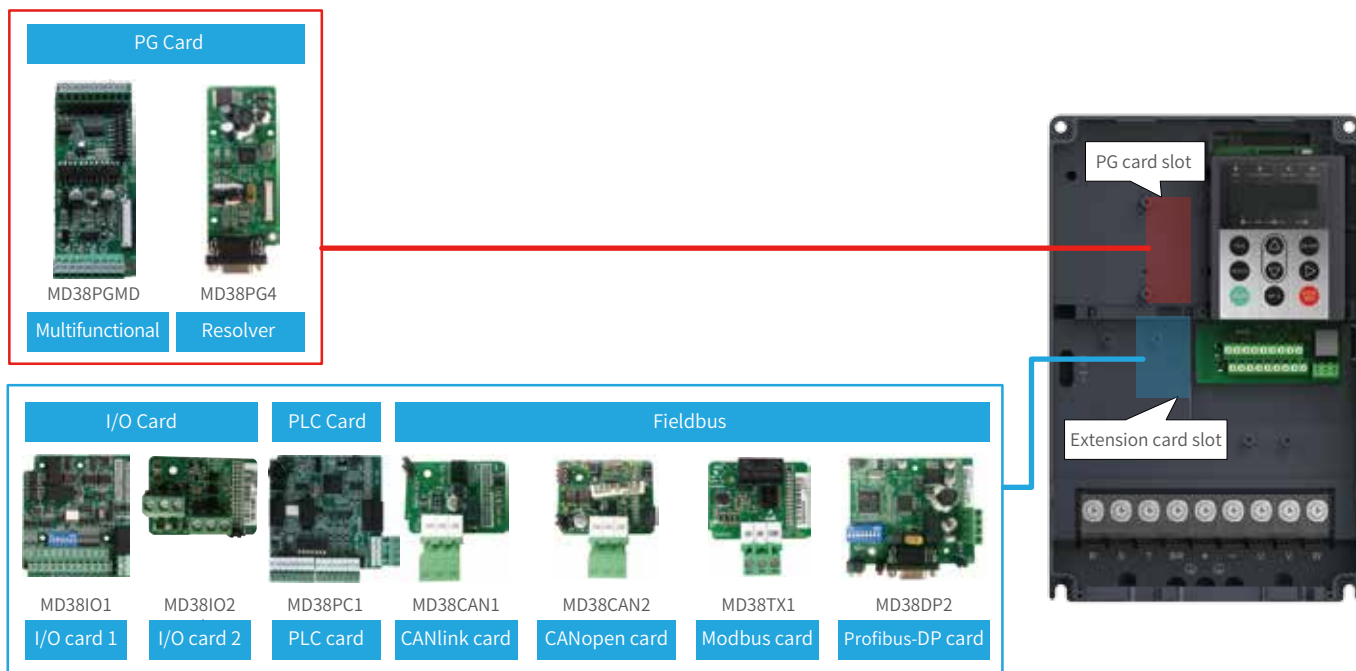 PG Card
MD38PGMD
MD38PG4
Multifunctional
Resolver
PG card slot
Extension card slot
I/O Card
PLC Card
Fieldbus
MD38IO1
MD38IO2
MD38PC1
MD38CAN1
MD38CAN2
MD38TX1
MD38DP2
I/O card 1
I/O card 2
PLC card
CANlink card
CANopen card
Modbus card
Profibus-DP card